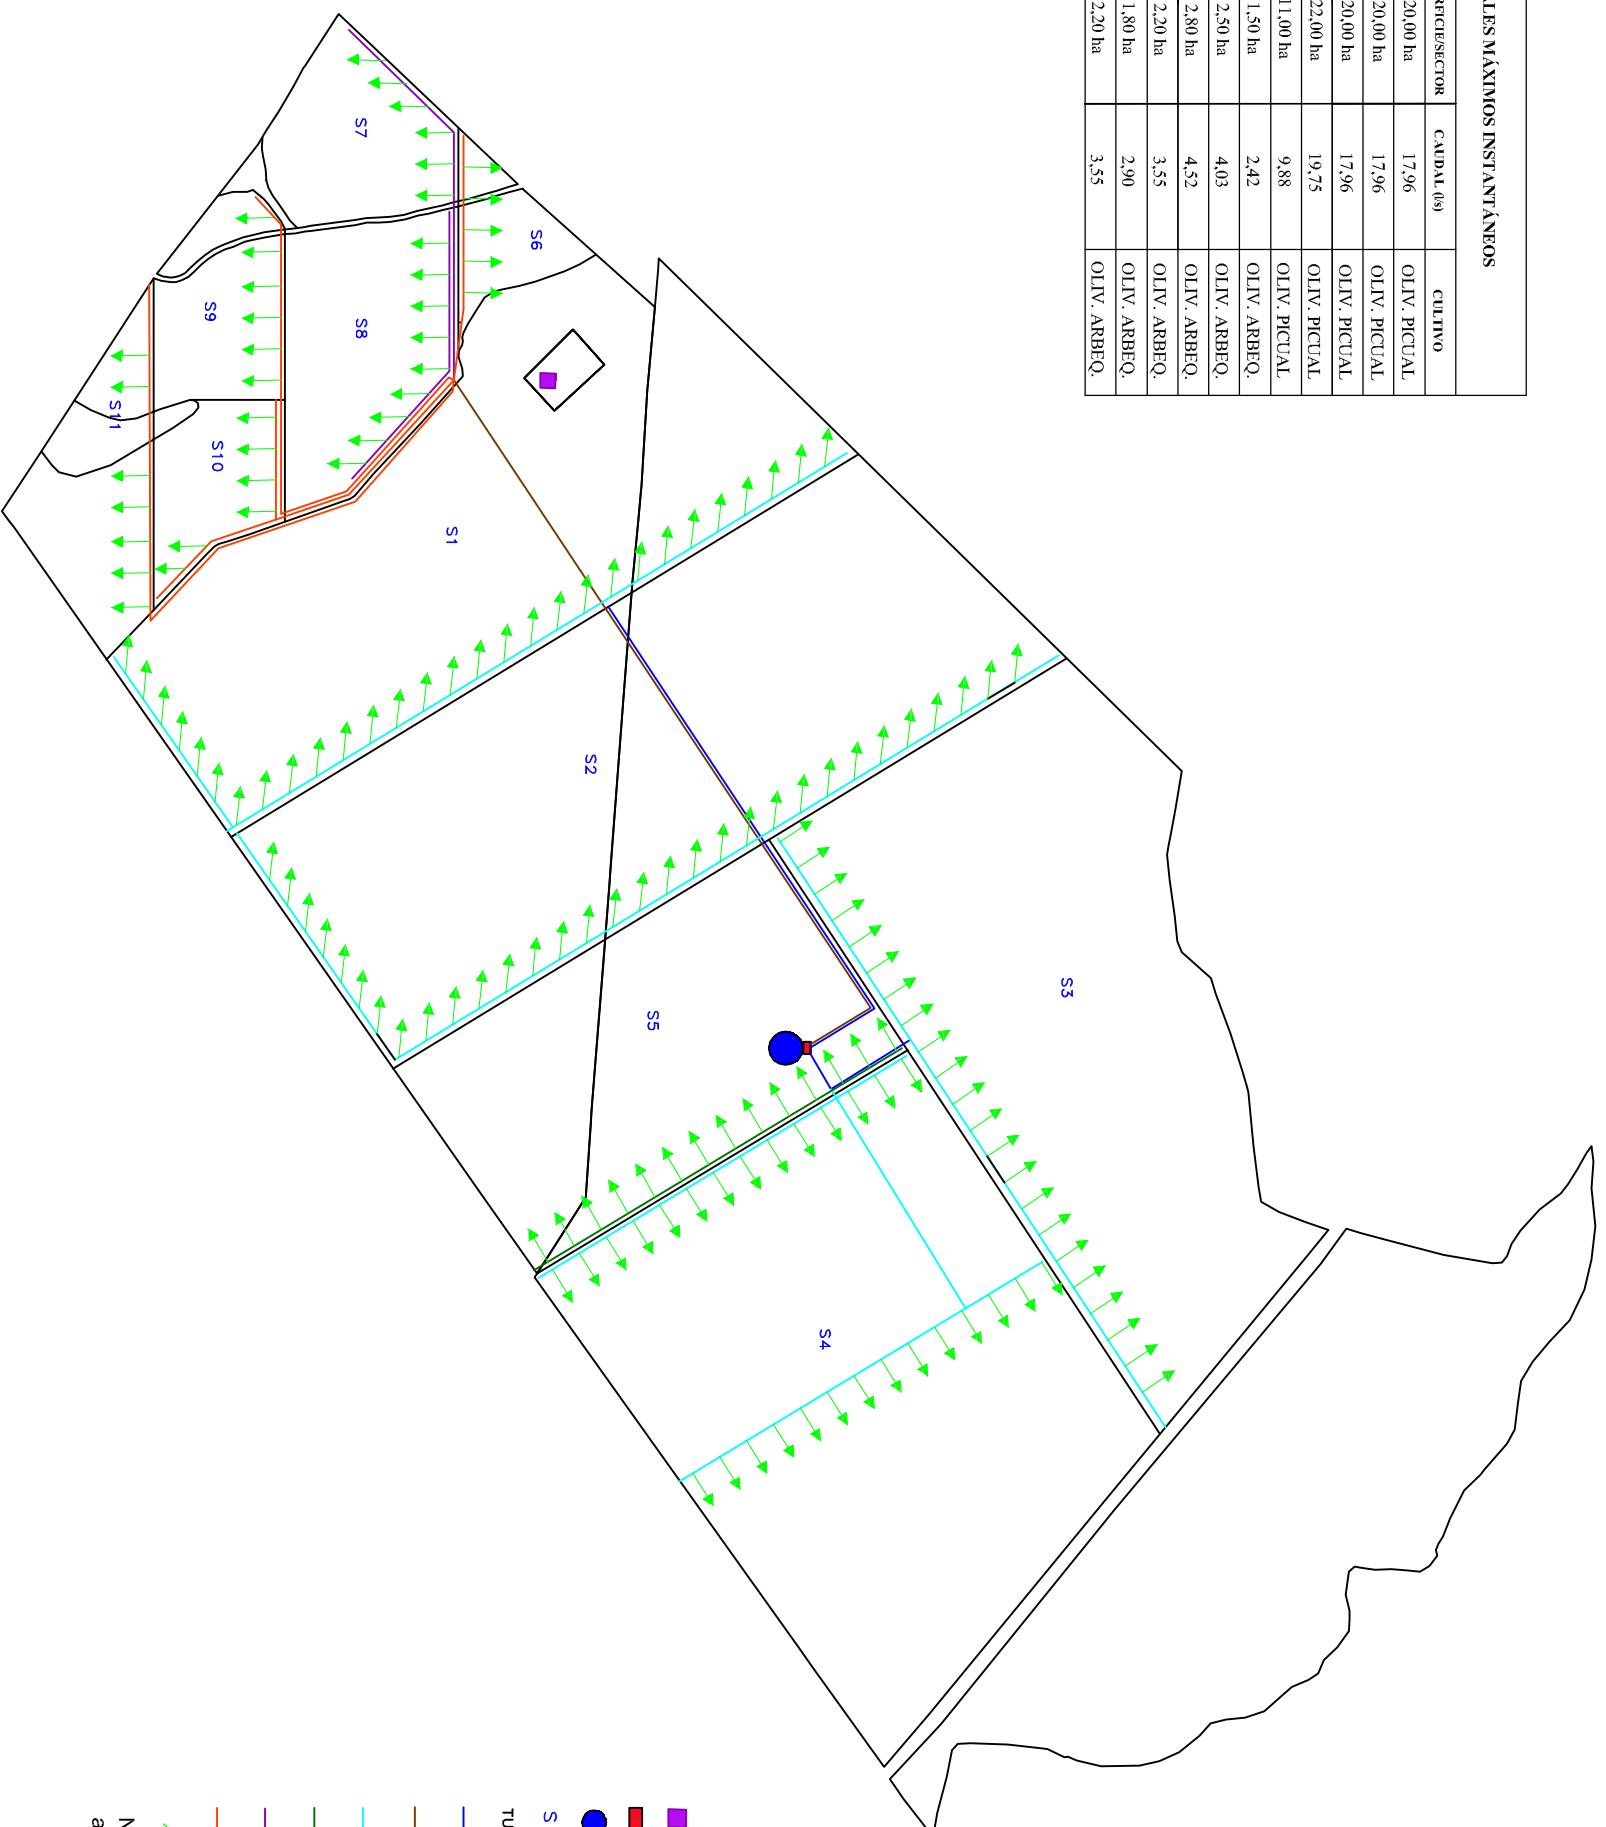 ALES MÁXIMOS INSTANTÁNEOS
RFICIE/SECTOR CAUDAL (l/s) CULTIVO
20,00 ha 17,96 OLIV. PICUAL
20,00 ha 17,96 OLIV. PICUAL
20,00 ha 17,96 OLIV. PICUAL
22,00 ha 19,75 OLIV. PICUAL
11,00 ha 9,88 OLIV. PICUAL
1,50 ha 2,42 OLIV. ARBEQ.
2,50 ha 4,03 OLIV. ARBEQ.
2,80 ha 4,52 OLIV. ARBEQ.
2,20 ha 3,55 OLIV. ARBEQ.
1,80 ha 2,90 OLIV. ARBEQ.
2,20 ha 3,55 OLIV. ARBEQ.
S7
S6
S9
S8
S11
S10
S1
S2
S3
S5
S4
S
TU
N
a